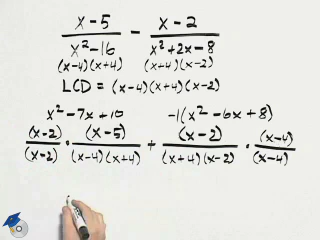 x-5 / x²-16 - x-2 / x²+2x-8
(x-4)(x+4) (x+4)(x-2)
LCD = (x-4)(x+4)(x-2)
x²-7x+10 -1(x²-6x+8)
(x-2)/(x-2) · (x-5)/(x-4)(x+4) + (x-2)/(x+4)(x-2) · (x-4)/(x-4)